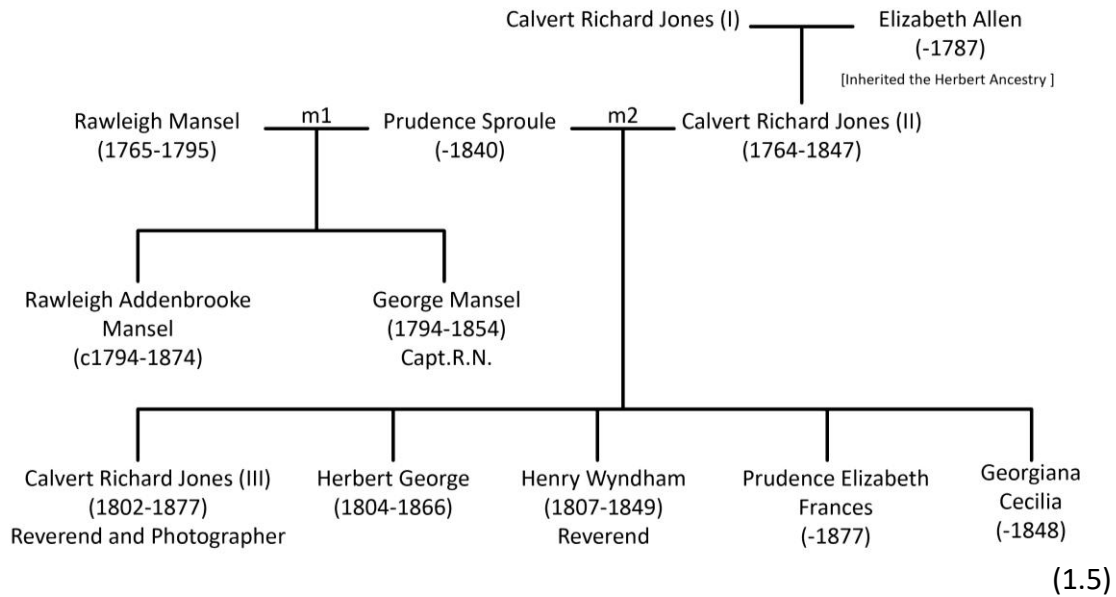 Calvert Richard Jones (I)
Elizabeth Allen
(-1787)
[Inherited the Herbert Ancestry ]
Rawleigh Mansel
(1765-1795)
m1
Prudence Sproule
(-1840)
m2
Calvert Richard Jones (II)
(1764-1847)
Rawleigh Addenbrooke
Mansel
(c1794-1874)
George Mansel
(1794-1854)
Capt.R.N.
Calvert Richard Jones (III)
(1802-1877)
Reverend and Photographer
Herbert George
(1804-1866)
Henry Wyndham
(1807-1849)
Reverend
Prudence Elizabeth
Frances
(-1877)
Georgiana
Cecilia
(-1848)
(1.5)